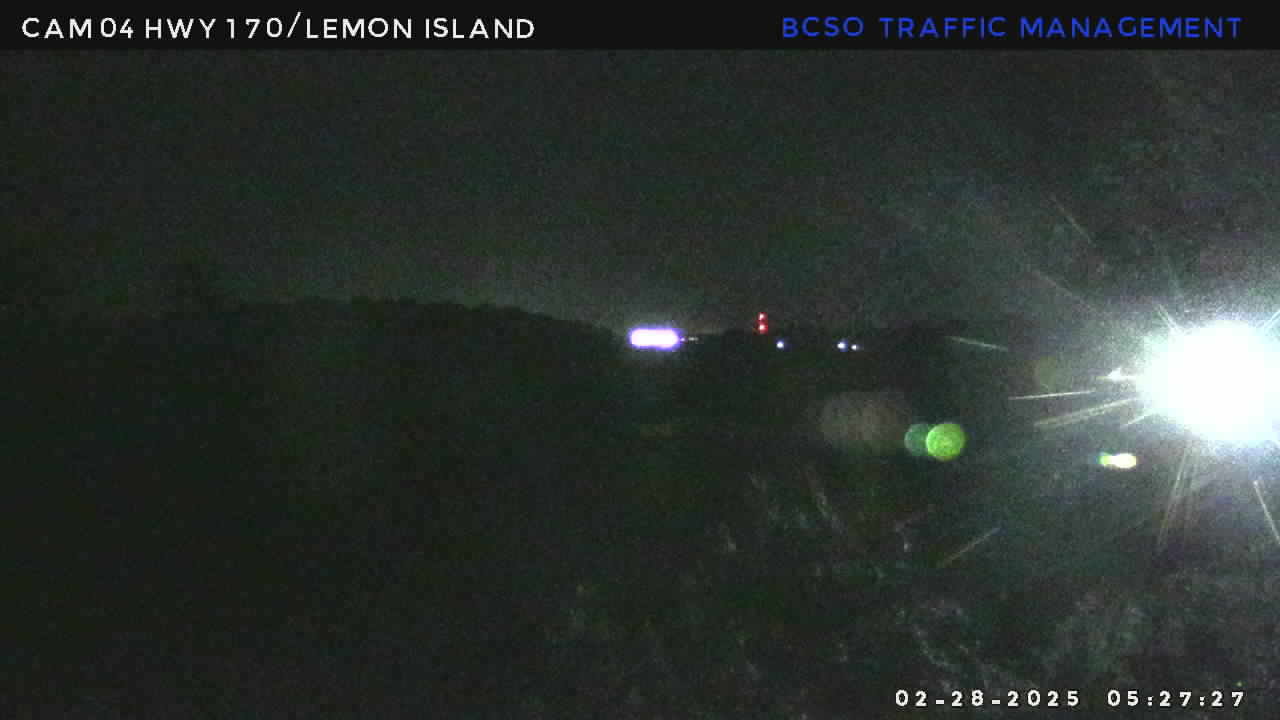 CAM04 HWY 170/LEMON ISLAND
BCSO TRAFFIC MANAGEMENT
02-28-2025 05:27:27